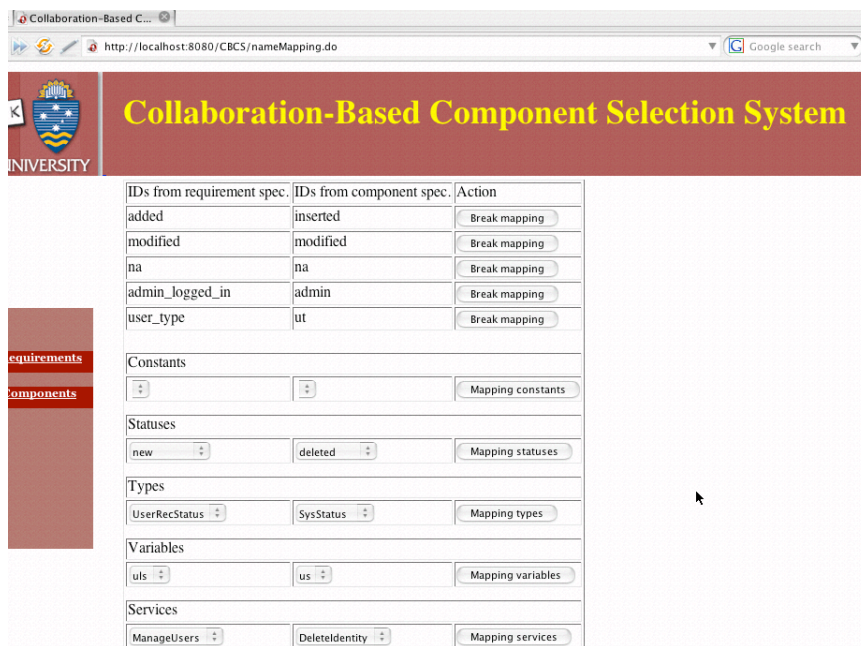 Collaboration-Based C...
http://localhost:8080/CBCS/nameMapping.do
Google search
K
NIVERSITY
Collaboration-Based Component Selection System
IDs from requirement spec. IDs from component spec. Action
added inserted Break mapping
modified modified Break mapping
na na Break mapping
admin_logged_in admin Break mapping
user_type ut Break mapping
equirements
Constants
Components
Mapping constants
Statuses
new deleted Mapping statuses
Types
UserRecStatus SysStatus Mapping types
Variables
uls us Mapping variables
Services
ManageUsers DeleteIdentity Mapping services